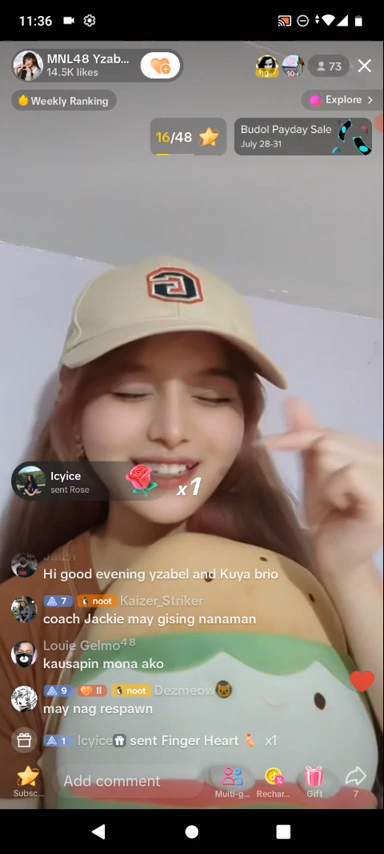 11:36
MNL48 Yzab...
14.5K likes
73
Weekly Ranking
Explore >
16/48
Budol Payday Sale
July 28-31
G
Icyice
sent Rose
x1
Hi good evening yzabel and Kuya brio
7 noot Kaizer_Striker
coach Jackie may gising nanaman
Louie Gelmo⁴⁸
kausapin mona ako
9 II noot Dezmeow
may nag respawn
1 Icyice sent Finger Heart x1
Subsc...
Add comment
Multi-g...
Rechar...
Gift
7